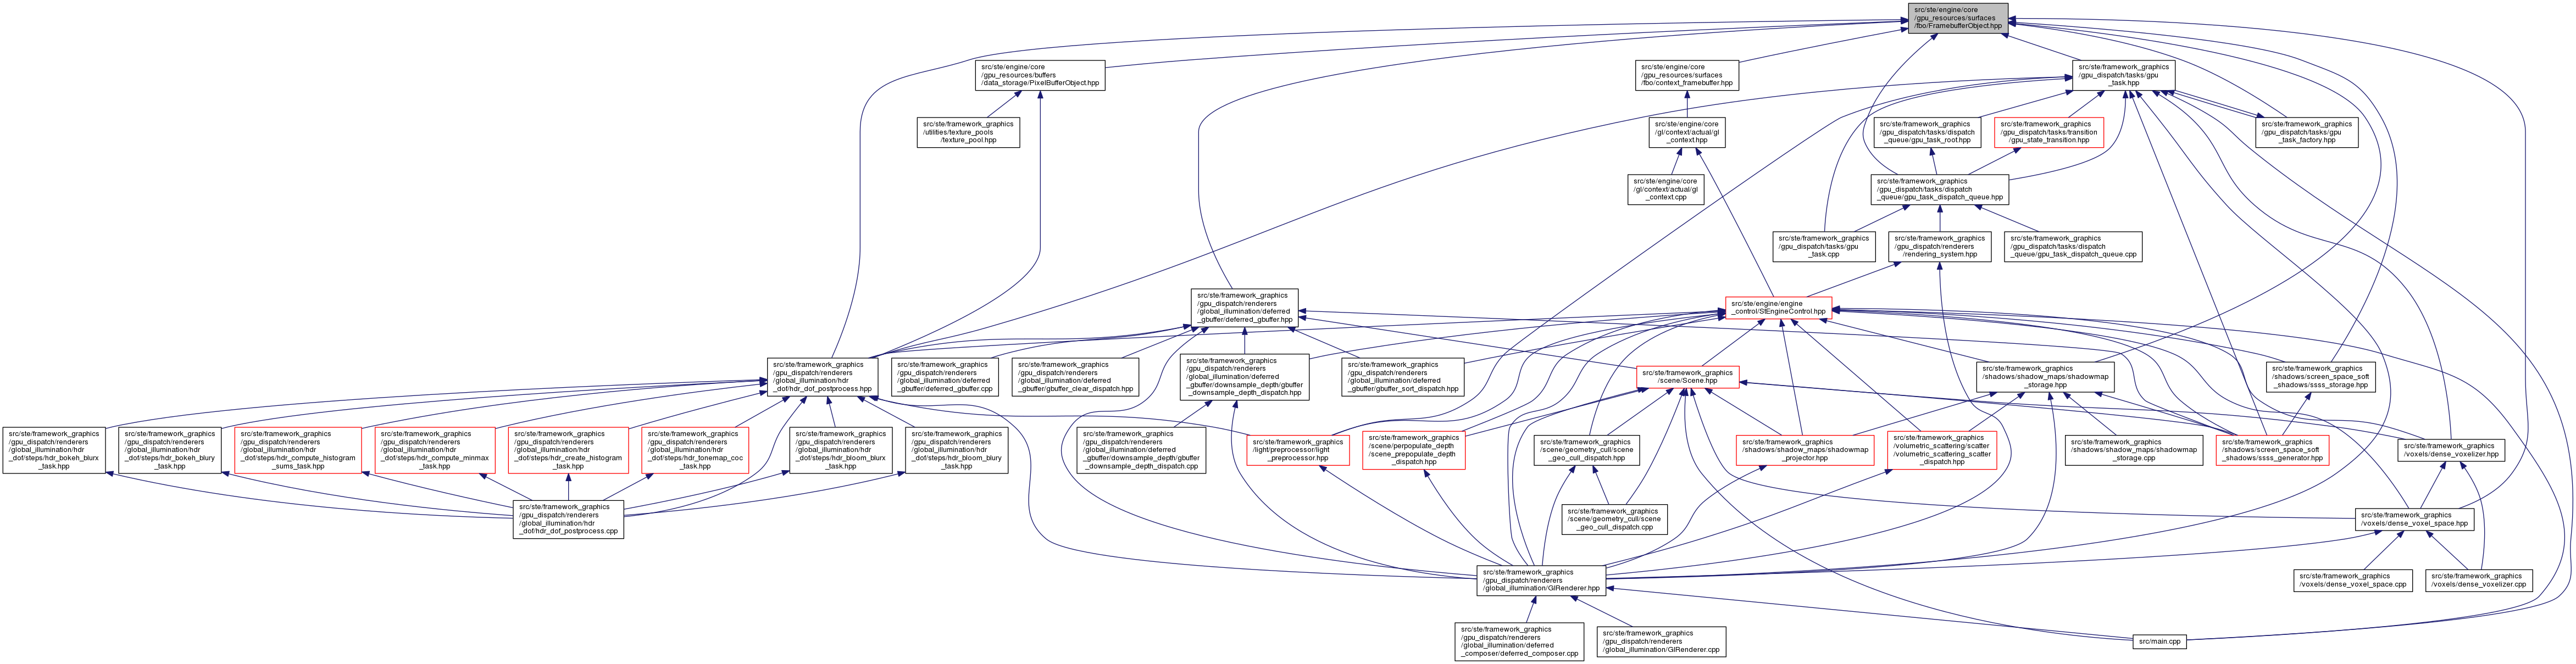 src/ste/engine/core
/gpu_resources/surfaces
/fbo/FramebufferObject.hpp
src/ste/engine/core
/gpu_resources/buffers
/data_storage/PixelBufferObject.hpp
src/ste/engine/core
/gpu_resources/surfaces
/fbo/context_framebuffer.hpp
src/ste/framework_graphics
/gpu_dispatch/tasks/gpu
_task.hpp
src/ste/framework_graphics
/utilities/texture_pools
/texture_pool.hpp
src/ste/engine/core
/gl/context/actual/gl
_context.hpp
src/ste/framework_graphics
/gpu_dispatch/tasks/dispatch
_queue/gpu_task_root.hpp
src/ste/framework_graphics
/gpu_dispatch/tasks/transition
/gpu_state_transition.hpp
src/ste/framework_graphics
/gpu_dispatch/tasks/gpu
_task_factory.hpp
src/ste/engine/core
/gl/context/actual/gl
_context.cpp
src/ste/framework_graphics
/gpu_dispatch/tasks/dispatch
_queue/gpu_task_dispatch_queue.hpp
src/ste/framework_graphics
/gpu_dispatch/tasks/gpu
_task.cpp
src/ste/framework_graphics
/gpu_dispatch/renderers
/rendering_system.hpp
src/ste/framework_graphics
/gpu_dispatch/tasks/dispatch
_queue/gpu_task_dispatch_queue.cpp
src/ste/framework_graphics
/gpu_dispatch/renderers
/global_illumination/deferred
_gbuffer/deferred_gbuffer.hpp
src/ste/engine/engine
_control/StEngineControl.hpp
src/ste/framework_graphics
/gpu_dispatch/renderers
/global_illumination/hdr
_dof/hdr_dof_postprocess.hpp
src/ste/framework_graphics
/gpu_dispatch/renderers
/global_illumination/deferred
_gbuffer/deferred_gbuffer.cpp
src/ste/framework_graphics
/gpu_dispatch/renderers
/global_illumination/deferred
_gbuffer/gbuffer_clear_dispatch.hpp
src/ste/framework_graphics
/gpu_dispatch/renderers
/global_illumination/deferred
_gbuffer/downsample_depth/gbuffer
_downsample_depth_dispatch.hpp
src/ste/framework_graphics
/gpu_dispatch/renderers
/global_illumination/deferred
_gbuffer/gbuffer_sort_dispatch.hpp
src/ste/framework_graphics
/scene/Scene.hpp
src/ste/framework_graphics
/shadows/shadow_maps/shadowmap
_storage.hpp
src/ste/framework_graphics
/shadows/screen_space_soft
_shadows/ssss_storage.hpp
src/ste/framework_graphics
/gpu_dispatch/renderers
/global_illumination/hdr
_dof/steps/hdr_bokeh_blurx
_task.hpp
src/ste/framework_graphics
/gpu_dispatch/renderers
/global_illumination/hdr
_dof/steps/hdr_bokeh_blury
_task.hpp
src/ste/framework_graphics
/gpu_dispatch/renderers
/global_illumination/hdr
_dof/steps/hdr_compute_histogram
_sums_task.hpp
src/ste/framework_graphics
/gpu_dispatch/renderers
/global_illumination/hdr
_dof/steps/hdr_compute_minmax
_task.hpp
src/ste/framework_graphics
/gpu_dispatch/renderers
/global_illumination/hdr
_dof/steps/hdr_create_histogram
_task.hpp
src/ste/framework_graphics
/gpu_dispatch/renderers
/global_illumination/hdr
_dof/steps/hdr_tonemap_coc
_task.hpp
src/ste/framework_graphics
/gpu_dispatch/renderers
/global_illumination/hdr
_dof/steps/hdr_bloom_blurx
_task.hpp
src/ste/framework_graphics
/gpu_dispatch/renderers
/global_illumination/hdr
_dof/steps/hdr_bloom_blury
_task.hpp
src/ste/framework_graphics
/gpu_dispatch/renderers
/global_illumination/deferred
_gbuffer/downsample_depth/gbuffer
_downsample_depth_dispatch.cpp
src/ste/framework_graphics
/light/preprocessor/light
_preprocessor.hpp
src/ste/framework_graphics
/scene/perpopulate_depth
/scene_prepopulate_depth
_dispatch.hpp
src/ste/framework_graphics
/scene/geometry_cull/scene
_geo_cull_dispatch.hpp
src/ste/framework_graphics
/shadows/shadow_maps/shadowmap
_projector.hpp
src/ste/framework_graphics
/volumetric_scattering/scatter
/volumetric_scattering_scatter
_dispatch.hpp
src/ste/framework_graphics
/shadows/shadow_maps/shadowmap
_storage.cpp
src/ste/framework_graphics
/shadows/screen_space_soft
_shadows/ssss_generator.hpp
src/ste/framework_graphics
/voxels/dense_voxelizer.hpp
src/ste/framework_graphics
/gpu_dispatch/renderers
/global_illumination/hdr
_dof/hdr_dof_postprocess.cpp
src/ste/framework_graphics
/scene/geometry_cull/scene
_geo_cull_dispatch.cpp
src/ste/framework_graphics
/voxels/dense_voxel_space.hpp
src/ste/framework_graphics
/gpu_dispatch/renderers
/global_illumination/GIRenderer.hpp
src/ste/framework_graphics
/voxels/dense_voxel_space.cpp
src/ste/framework_graphics
/voxels/dense_voxelizer.cpp
src/ste/framework_graphics
/gpu_dispatch/renderers
/global_illumination/deferred
_composer/deferred_composer.cpp
src/ste/framework_graphics
/gpu_dispatch/renderers
/global_illumination/GIRenderer.cpp
src/main.cpp